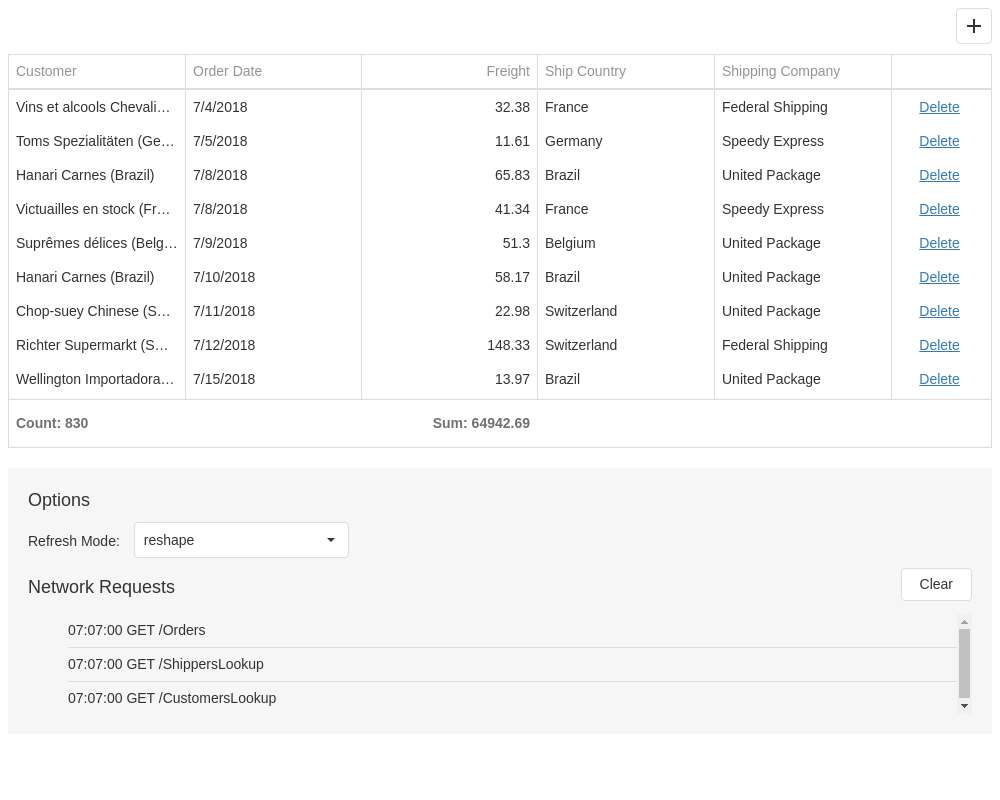 Customer Order Date Freight Ship Country Shipping Company
Vins et alcools Chevali… 7/4/2018 32.38 France Federal Shipping Delete
Toms Spezialitäten (Ge… 7/5/2018 11.61 Germany Speedy Express Delete
Hanari Carnes (Brazil) 7/8/2018 65.83 Brazil United Package Delete
Victuailles en stock (Fr… 7/8/2018 41.34 France Speedy Express Delete
Suprêmes délices (Belg… 7/9/2018 51.3 Belgium United Package Delete
Hanari Carnes (Brazil) 7/10/2018 58.17 Brazil United Package Delete
Chop-suey Chinese (S… 7/11/2018 22.98 Switzerland United Package Delete
Richter Supermarkt (S… 7/12/2018 148.33 Switzerland Federal Shipping Delete
Wellington Importadora… 7/15/2018 13.97 Brazil United Package Delete
Count: 830 Sum: 64942.69
Options
Refresh Mode: reshape
Network Requests Clear
07:07:00 GET /Orders
07:07:00 GET /ShippersLookup
07:07:00 GET /CustomersLookup